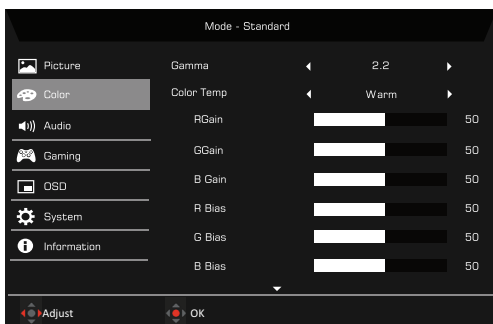 Mode - Standard
Picture
Color
Audio
Gaming
OSD
System
Information
Gamma 2.2
Color Temp Warm
RGain 50
GGain 50
B Gain 50
R Bias 50
G Bias 50
B Bias 50
Adjust OK